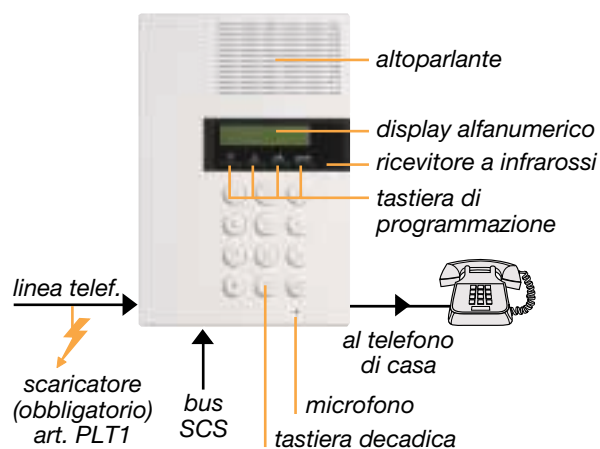 altoparlante
display alfanumerico
ricevitore a infrarossi
tastiera di
programmazione
linea telef.
al telefono
di casa
scaricatore
(obbligatorio)
art. PLT1
bus
SCS
microfono
tastiera decadica